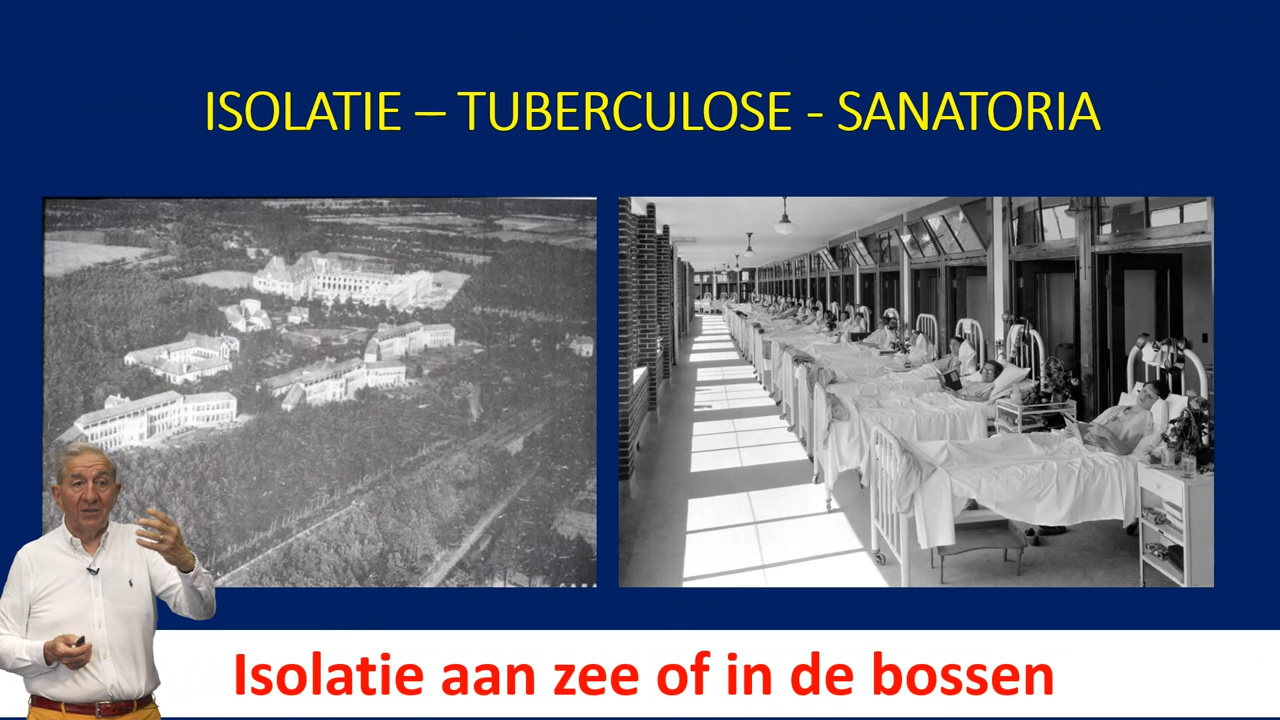 ISOLATIE – TUBERCULOSE - SANATORIA
Isolatie aan zee of in de bossen